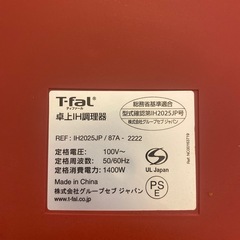 T-faL
ティファール
卓上IH調理器
総務省基準適合
型式確認第IH2025JP号
株式会社グループセブ ジャパン
REF : IH2025JP / 87A - 2222
定格電圧 : 100V~
定格周波数 : 50/60Hz
定格消費電力 : 1400W
Made in China
株式会社グループセブ ジャパン
www.t-fal.co.jp
UL
UL Japan
PS
E